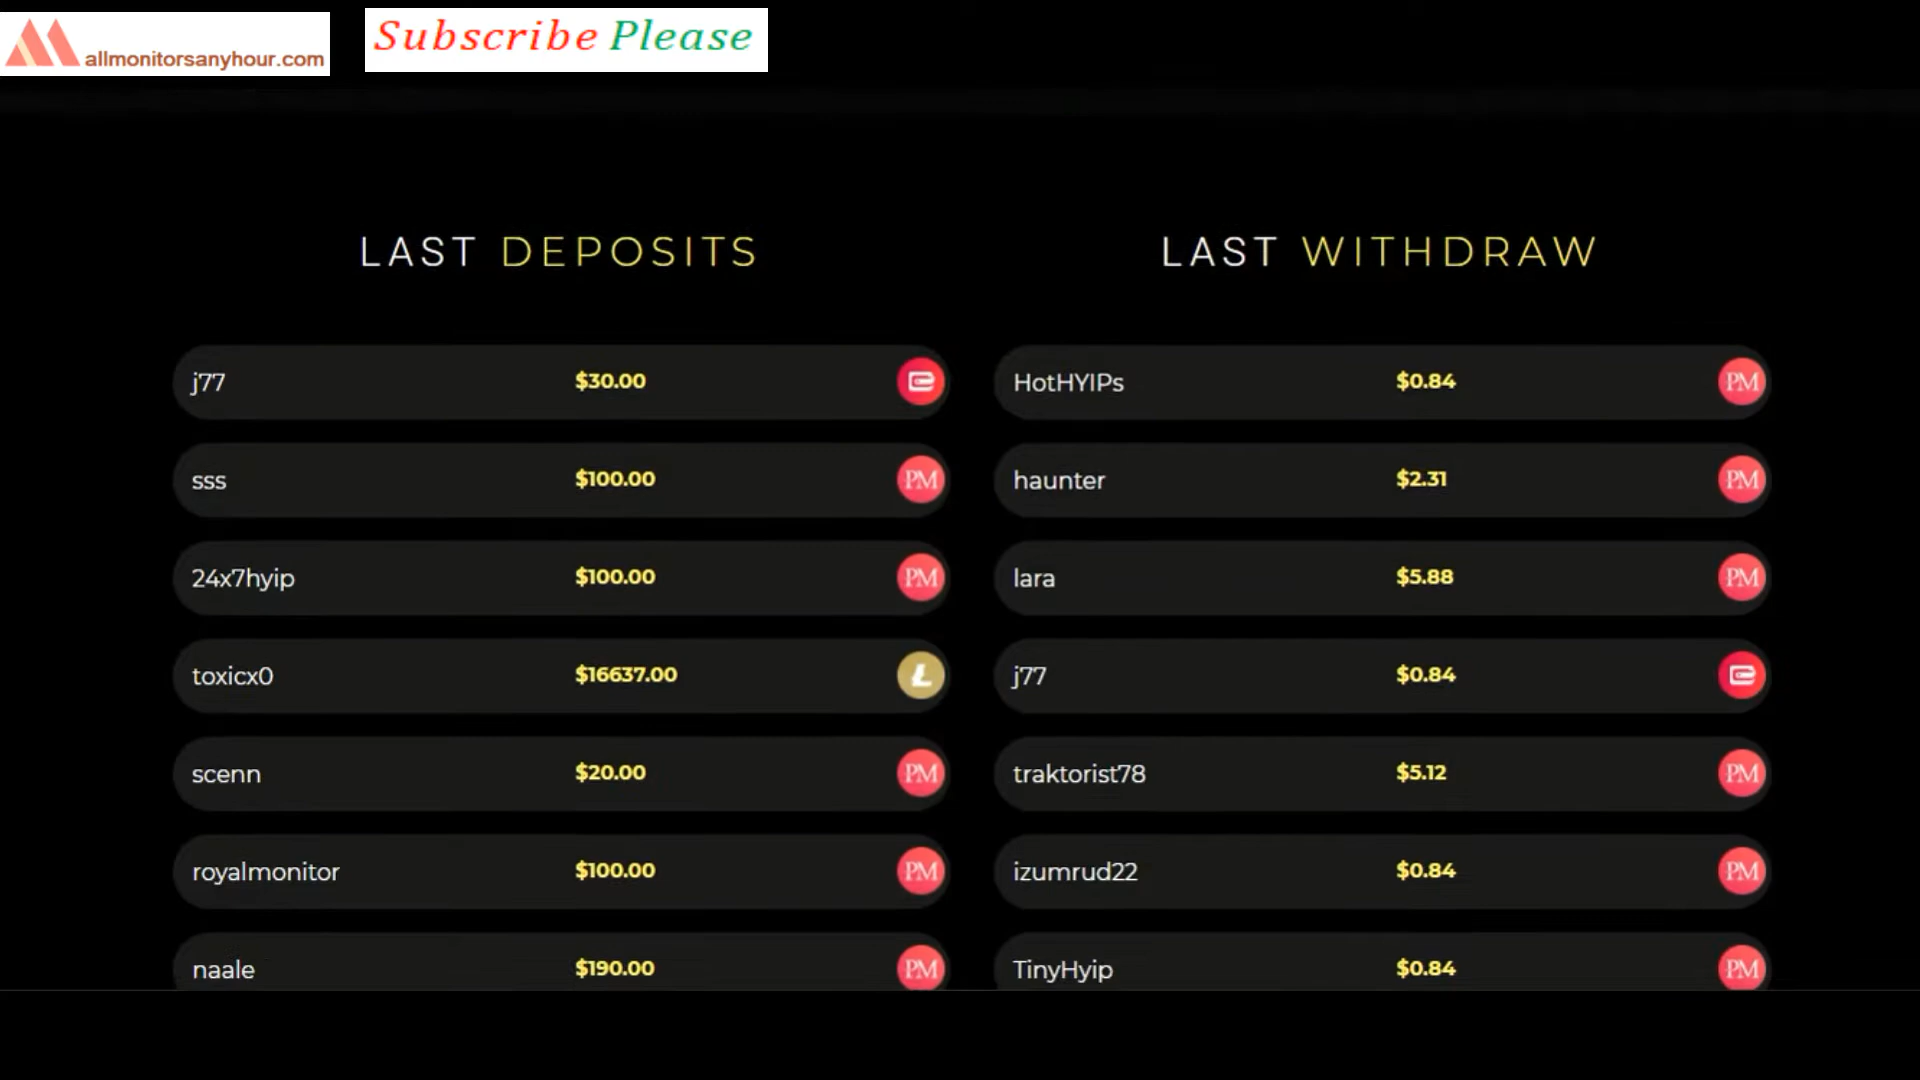 allmonitorsanyhour.com
Subscribe Please
LAST DEPOSITS
j77 $30.00
sss $100.00 PM
24x7hyip $100.00 PM
toxicx0 $16637.00 Ł
scenn $20.00 PM
royalmonitor $100.00 PM
naale $190.00 PM
LAST WITHDRAW
HotHYIPs $0.84 PM
haunter $2.31 PM
lara $5.88 PM
j77 $0.84
traktorist78 $5.12 PM
izumrud22 $0.84 PM
TinyHyip $0.84 PM